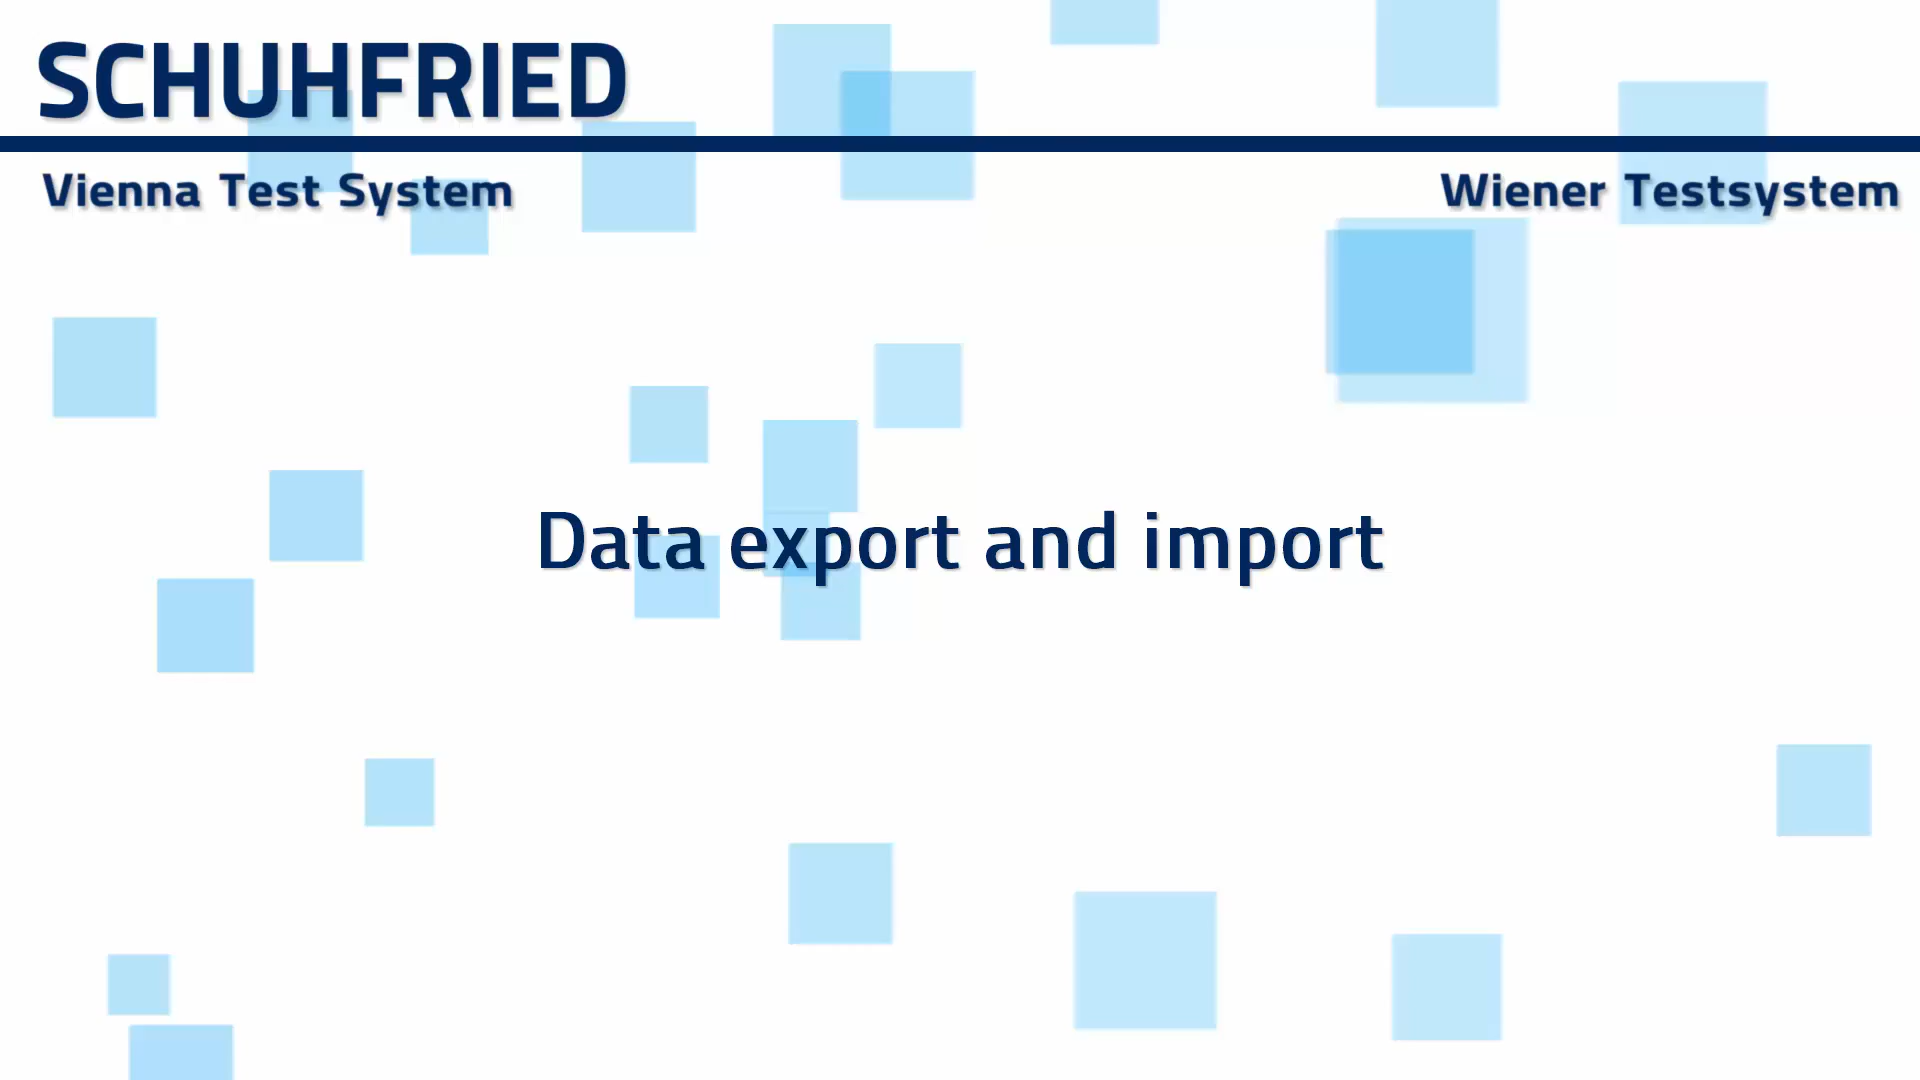 SCHUHFRIED
Vienna Test System
Wiener Testsystem
Data export and import